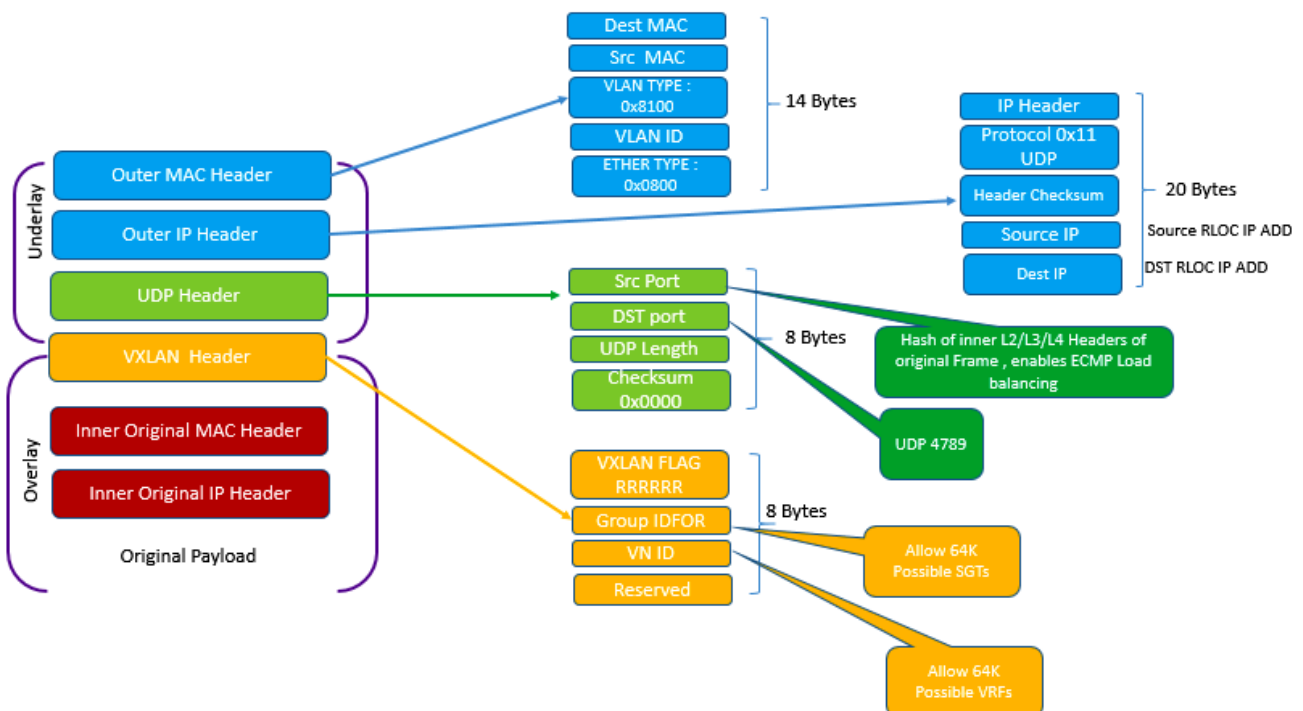 Underlay
Outer MAC Header
Outer IP Header
UDP Header
Overlay
VXLAN Header
Inner Original MAC Header
Inner Original IP Header
Original Payload
Dest MAC
Src MAC
VLAN TYPE :
0x8100
VLAN ID
ETHER TYPE :
0x0800
14 Bytes
IP Header
Protocol 0x11
UDP
Header Checksum
Source IP
Dest IP
20 Bytes
Source RLOC IP ADD
DST RLOC IP ADD
Src Port
DST port
UDP Length
Checksum
0x0000
8 Bytes
Hash of inner L2/L3/L4 Headers of
original Frame , enables ECMP Load
balancing
UDP 4789
VXLAN FLAG
RRRRRR
Group IDFOR
VN ID
Reserved
8 Bytes
Allow 64K
Possible SGTs
Allow 64K
Possible VRFs